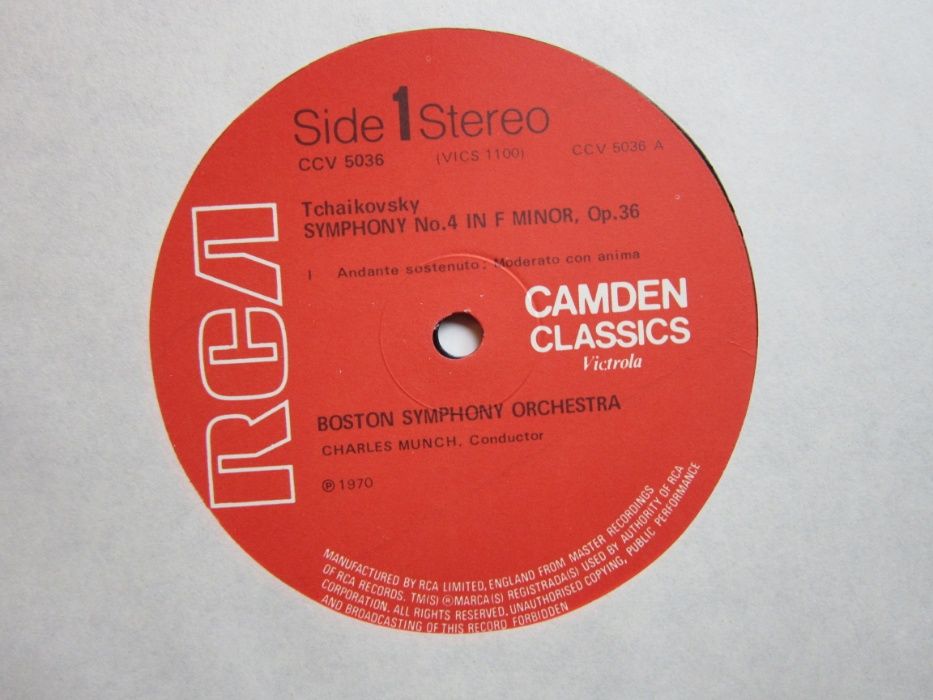 Side 1 Stereo
CCV 5036 (VICS 1100) CCV 5036 A
Tchaikovsky
SYMPHONY No.4 IN F MINOR, Op.36
I Andante sostenuto; Moderato con anima
RCA
CAMDEN
CLASSICS
Victrola
BOSTON SYMPHONY ORCHESTRA
CHARLES MUNCH, Conductor
℗ 1970
MANUFACTURED BY RCA LIMITED, ENGLAND FROM MASTER RECORDINGS
OF RCA RECORDS. TM(S) ® MARCA(S) REGISTRADA(S) USED BY AUTHORITY OF RCA
CORPORATION. ALL RIGHTS RESERVED. UNAUTHORISED COPYING, PUBLIC PERFORMANCE
AND BROADCASTING OF THIS RECORD FORBIDDEN